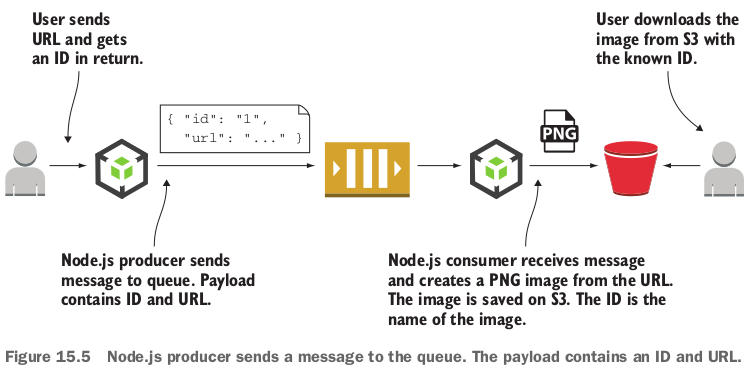 User sends
URL and gets
an ID in return.
User downloads the
image from S3 with
the known ID.
{ "id": "1",
"url": "..." }
PNG
Node.js producer sends
message to queue. Payload
contains ID and URL.
Node.js consumer receives message
and creates a PNG image from the URL.
The image is saved on S3. The ID is the
name of the image.
Figure 15.5 Node.js producer sends a message to the queue. The payload contains an ID and URL.